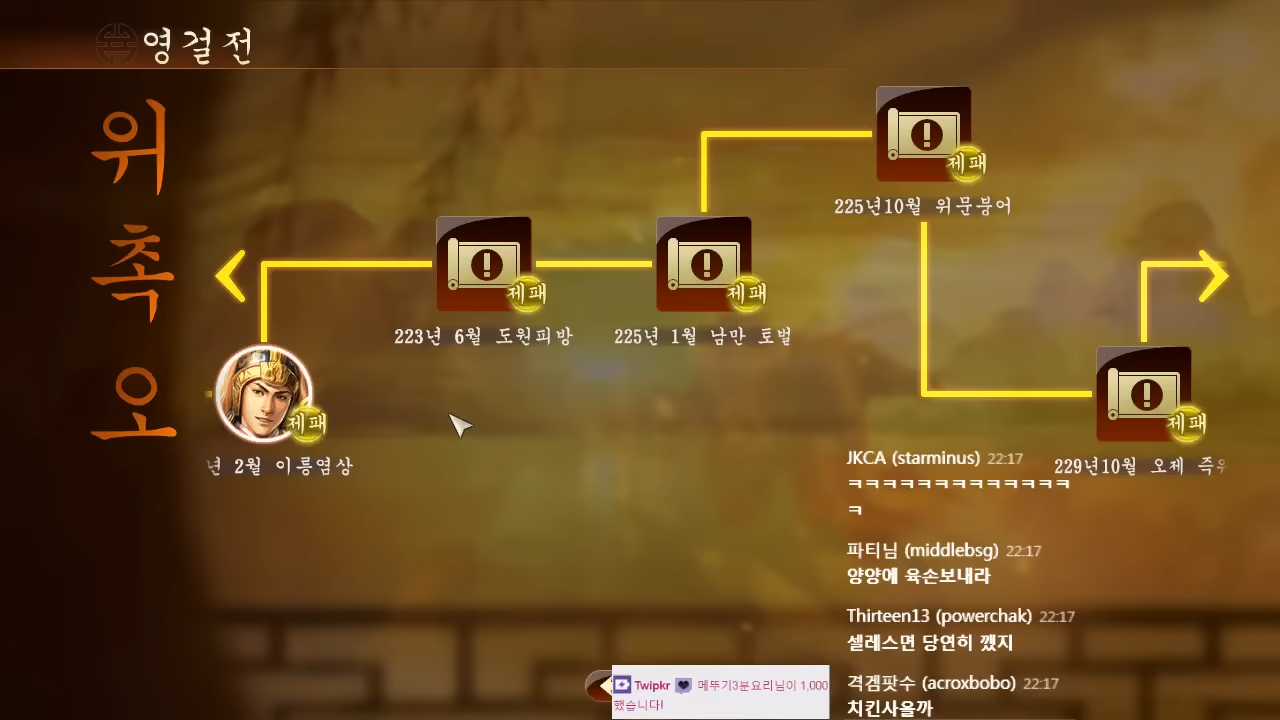 영걸전
위촉오
225년10월 위문붕어
제패
223년 6월 도원피방
제패
225년 1월 남만 토벌
제패
년 2월 이릉염상
제패
229년10월 오제 즉위
제패
JKCA (starminus) 22:17
ㅋㅋㅋㅋㅋㅋㅋㅋㅋㅋㅋㅋㅋ
ㅋ
파티님 (middlebsg) 22:17
양양에 육손보내라
Thirteen13 (powerchak) 22:17
셀레스면 당연히 깼지
격겜팟수 (acroxbobo) 22:17
치킨사올까
Twipkr 메뚜기3분요리님이 1,000
했습니다!